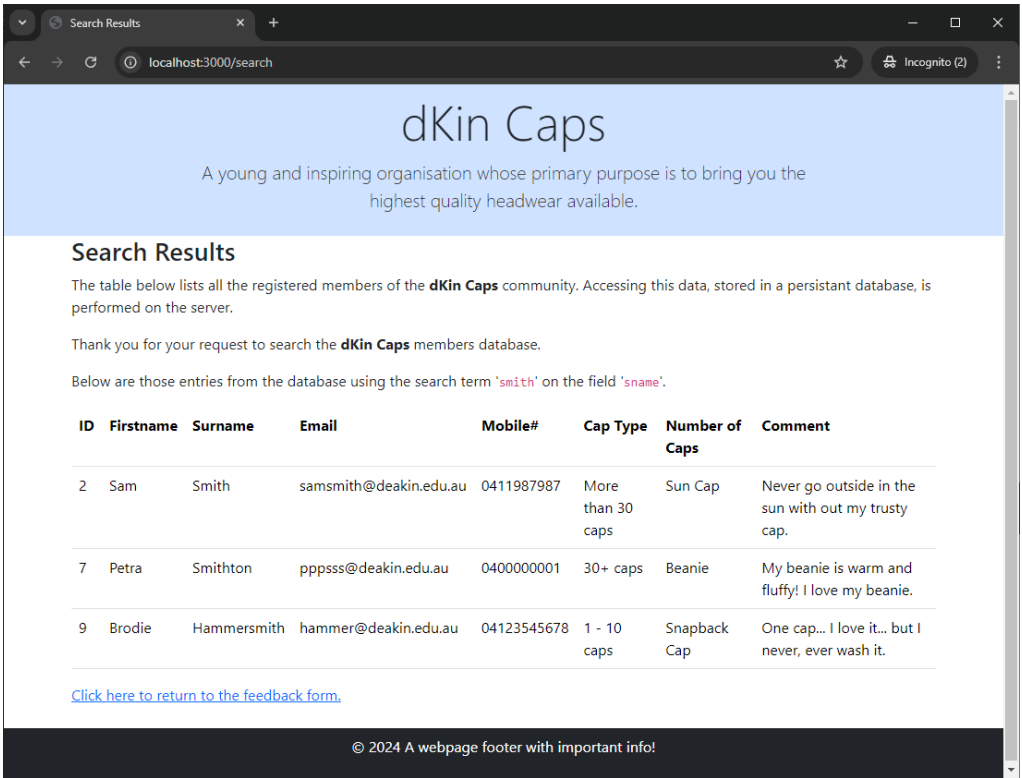 Search Results
localhost:3000/search
Incognito (2)
dKin Caps
A young and inspiring organisation whose primary purpose is to bring you the
highest quality headwear available.
Search Results
The table below lists all the registered members of the dKin Caps community. Accessing this data, stored in a persistant database, is
performed on the server.
Thank you for your request to search the dKin Caps members database.
Below are those entries from the database using the search term 'smith' on the field 'sname'.
ID Firstname Surname Email Mobile# Cap Type Number of Comment
Caps
2 Sam Smith samsmith@deakin.edu.au 0411987987 More Sun Cap Never go outside in the
than 30 sun with out my trusty
caps cap.
7 Petra Smithton pppsss@deakin.edu.au 0400000001 30+ caps Beanie My beanie is warm and
fluffy! I love my beanie.
9 Brodie Hammersmith hammer@deakin.edu.au 04123545678 1 - 10 Snapback One cap... I love it... but I
caps Cap never, ever wash it.
Click here to return to the feedback form.
© 2024 A webpage footer with important info!